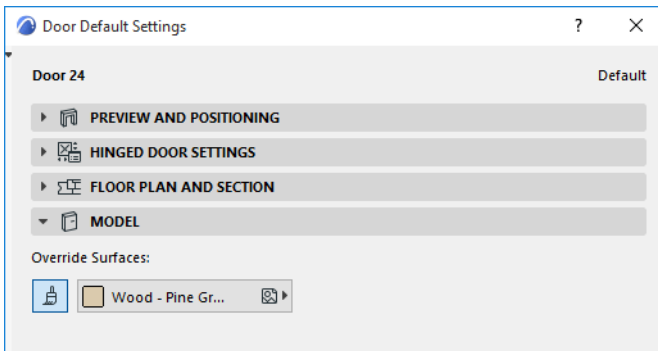 Door Default Settings ?
Door 24 Default
PREVIEW AND POSITIONING
HINGED DOOR SETTINGS
FLOOR PLAN AND SECTION
MODEL
Override Surfaces:
Wood - Pine Gr...